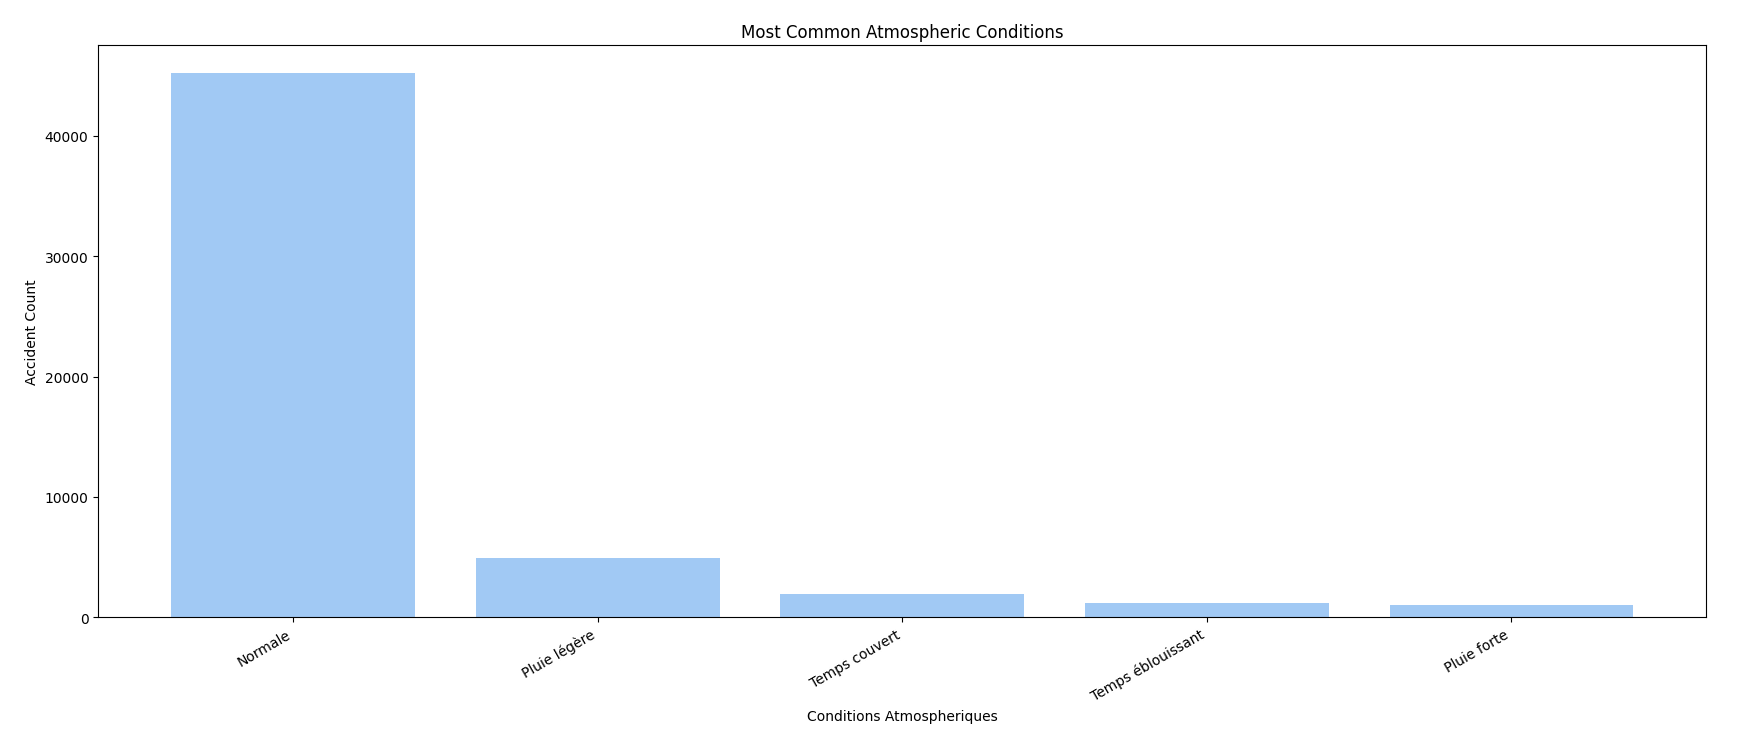 Most Common Atmospheric Conditions
Accident Count
40000
30000
20000
10000
0
Normale
Pluie légère
Temps couvert
Temps éblouissant
Pluie forte
Conditions Atmospheriques